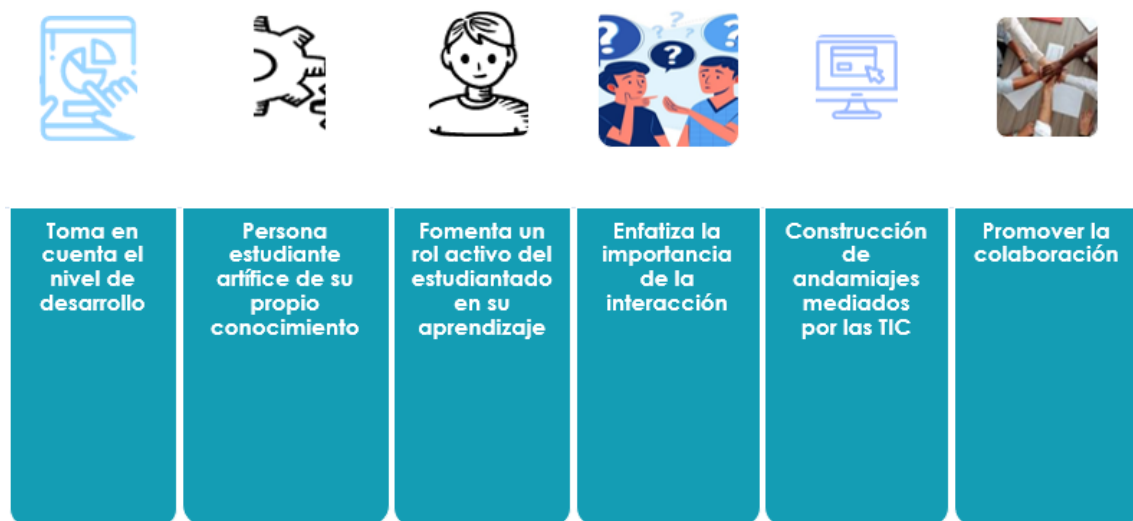 Toma en
cuenta el
nivel de
desarrollo
Persona
estudiante
artífice de su
propio
conocimiento
Fomenta un
rol activo del
estudiantado
en su
aprendizaje
Enfatiza la
importancia
de la
interacción
Construcción
de
andamiajes
mediados
por las TIC
Promover la
colaboración